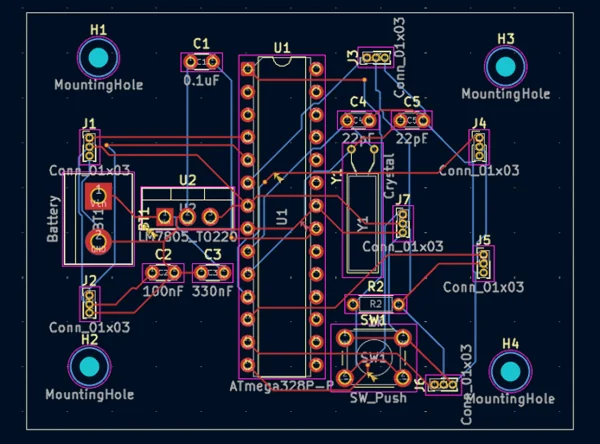 H1
MountingHole
C1
C1
0.1uF
U1
J3
Conn_01x03
H3
MountingHole
J1
Conn_01x03
C4
C4
22pF
C5
C5
22pF
J4
Conn_01x03
Battery
BT1
1
GND
U2
U2
BT1
LM7805_TO220
U1
Y1
Y1
Crystal
J7
Conn_01x03
C2
C2
100nF
C3
C3
330nF
J5
Conn_01x03
J2
Conn_01x03
R2
R2
SW1
SW1
SW_Push
H2
MountingHole
ATmega328P-P
J6
Conn_01x03
H4
MountingHole